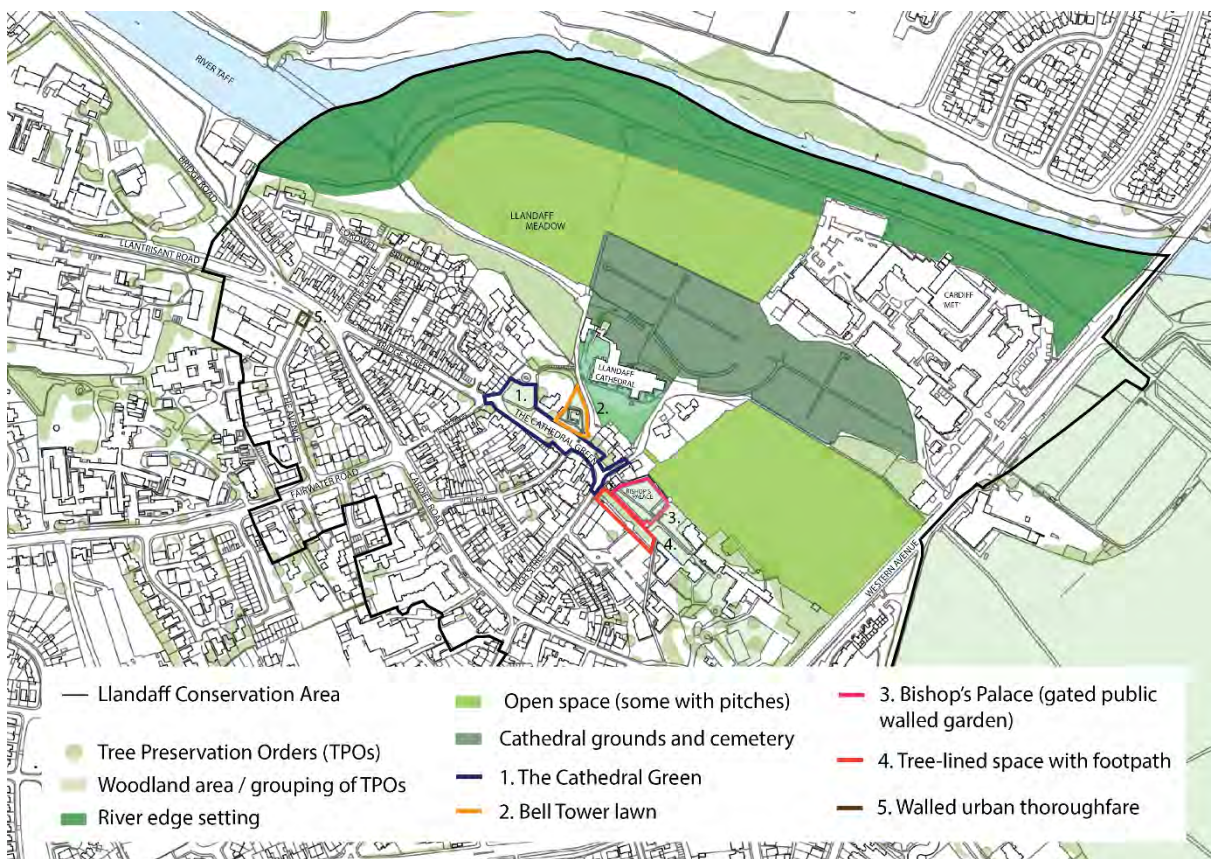 RIVER TAFF
BRIDGE ROAD
LLANTRISANT ROAD
LLANDAFF
MEADOW
CARDIFF
'MET'
5.
BRIDGE STREET
LLANDAFF
CATHEDRAL
1.
2.
THE CATHEDRAL GREEN
THE AVENUE
FAIRWATER ROAD
CARDIFF ROAD
BISHOP'S
PALACE
3.
4.
HIGH STREET
WESTERN AVENUE
Llandaff Conservation Area
Tree Preservation Orders (TPOs)
Woodland area / grouping of TPOs
River edge setting
Open space (some with pitches)
Cathedral grounds and cemetery
1. The Cathedral Green
2. Bell Tower lawn
3. Bishop's Palace (gated public
walled garden)
4. Tree-lined space with footpath
5. Walled urban thoroughfare